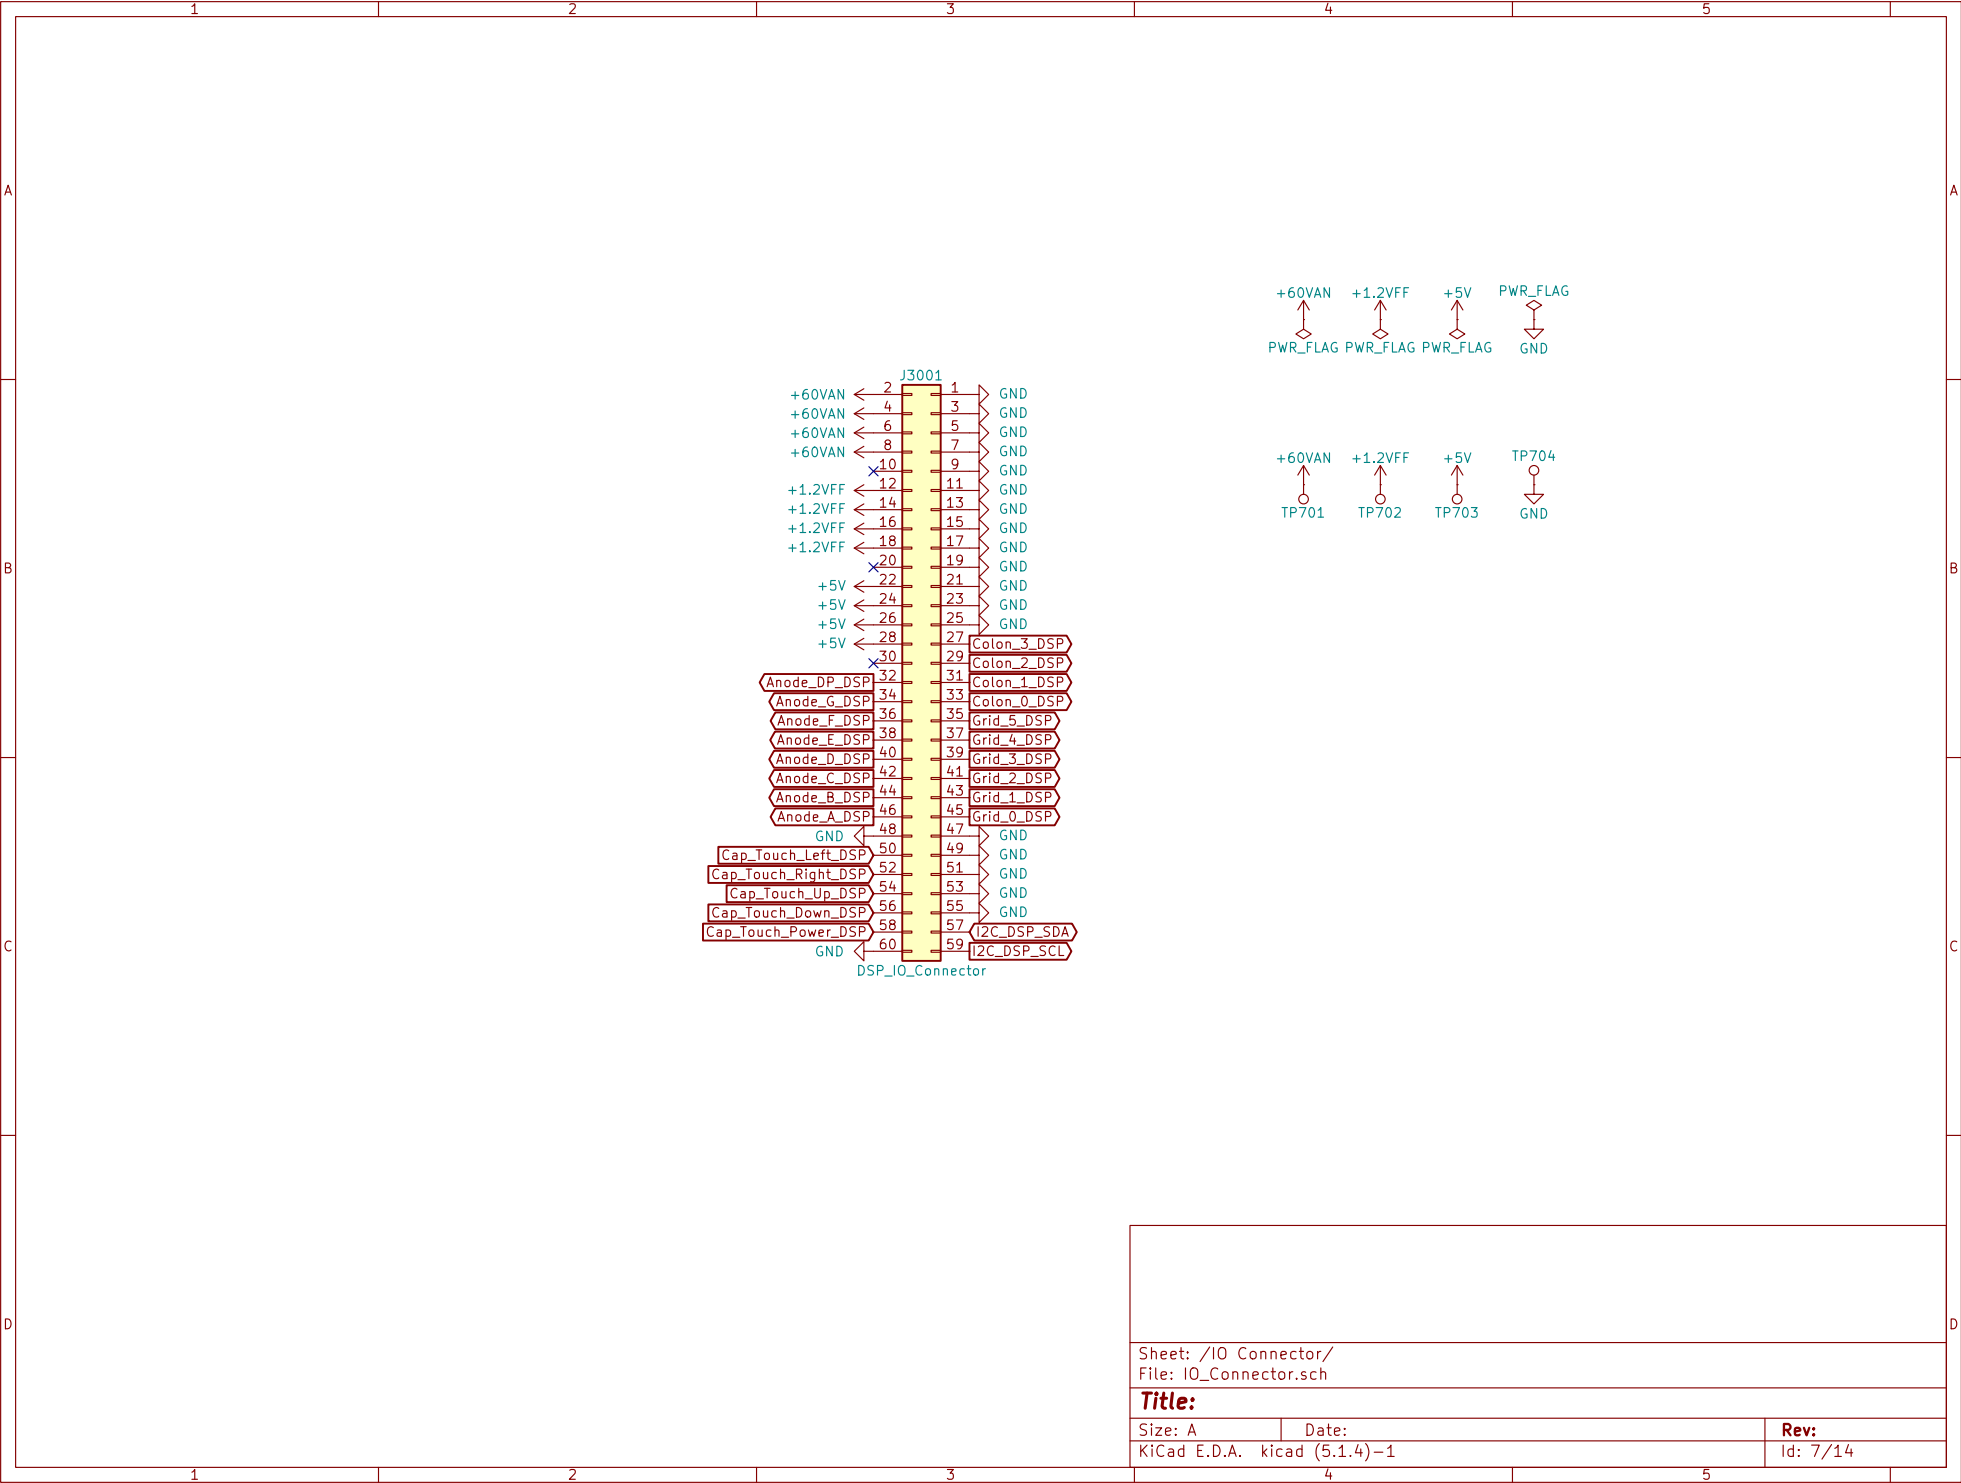 1 2 3 4 5
A A
+60VAN +1.2VFF +5V PWR_FLAG
PWR_FLAG PWR_FLAG PWR_FLAG GND
J3001
+60VAN 2 1 GND
+60VAN 4 3 GND
+60VAN 6 5 GND
+60VAN 8 7 GND
10 9 GND
+1.2VFF 12 11 GND
+1.2VFF 14 13 GND
+1.2VFF 16 15 GND
+1.2VFF 18 17 GND
20 19 GND
+5V 22 21 GND
+5V 24 23 GND
+5V 26 25 GND
+5V 28 27 Colon_3_DSP
30 29 Colon_2_DSP
Anode_DP_DSP 32 31 Colon_1_DSP
Anode_G_DSP 34 33 Colon_0_DSP
Anode_F_DSP 36 35 Grid_5_DSP
Anode_E_DSP 38 37 Grid_4_DSP
Anode_D_DSP 40 39 Grid_3_DSP
Anode_C_DSP 42 41 Grid_2_DSP
Anode_B_DSP 44 43 Grid_1_DSP
Anode_A_DSP 46 45 Grid_0_DSP
GND 48 47 GND
Cap_Touch_Left_DSP 50 49 GND
Cap_Touch_Right_DSP 52 51 GND
Cap_Touch_Up_DSP 54 53 GND
Cap_Touch_Down_DSP 56 55 GND
Cap_Touch_Power_DSP 58 57 I2C_DSP_SDA
GND 60 59 I2C_DSP_SCL
DSP_IO_Connector
+60VAN +1.2VFF +5V TP704
TP701 TP702 TP703 GND
B B
C C
D D
Sheet: /IO Connector/
File: IO_Connector.sch
Title:
Size: A Date: Rev:
KiCad E.D.A. kicad (5.1.4)-1 Id: 7/14
1 2 3 4 5